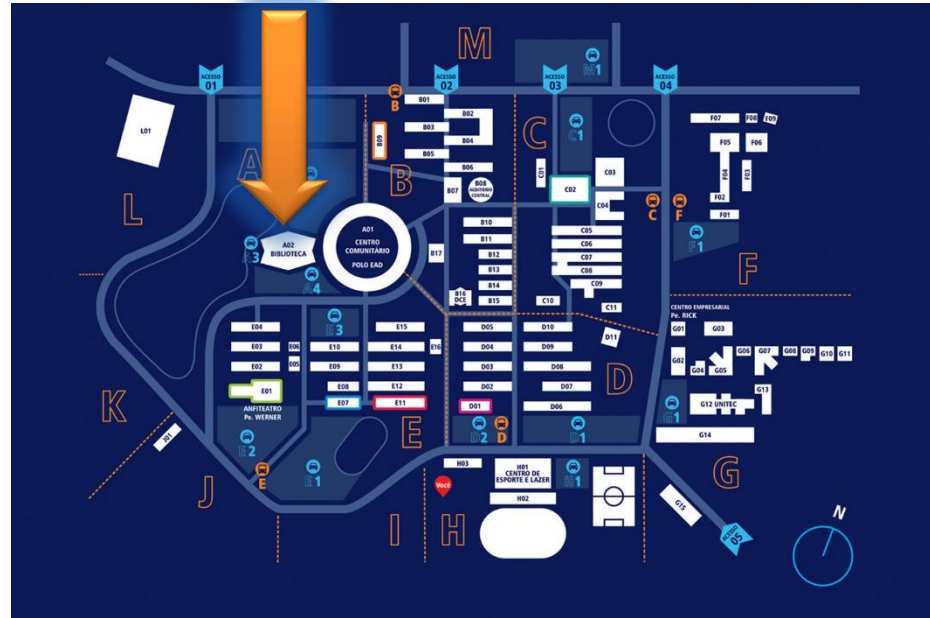 M
ACESSO
01
ACESSO
02
ACESSO
03
ACESSO
04
M1
B
B01
B02
B03
B04
B05
B06
B07
B08
AUDITÓRIO
CENTRAL
B09
B
L01
L
A
C
C1
C01
C02
C03
C04
F07
F08
F09
F05
F06
F04
F03
F02
F01
C
F
F1
F
A01
CENTRO
COMUNITÁRIO
POLO EAD
A02
BIBLIOTECA
A3
A4
B10
B11
B12
B13
B14
B15
B16
DCE
B17
C05
C06
C07
C08
C09
C10
C11
CENTRO EMPRESARIAL
Pe. RICK
G01
G03
G02
G04
G05
G06
G07
G08
G09
G10
G11
G13
G12 UNITEC
G14
G1
G
G15
ACESSO
05
N
E3
E04
E03
E02
E06
E05
E01
ANFITEATRO
Pe. WERNER
E10
E09
E08
E07
E15
E14
E13
E12
E11
E16
E
E2
E1
E
D05
D04
D03
D02
D01
D10
D09
D08
D07
D06
D11
D
D2
D
D1
K
J01
J
I
H
H03
Você
H01
CENTRO DE
ESPORTE E LAZER
H02
H1